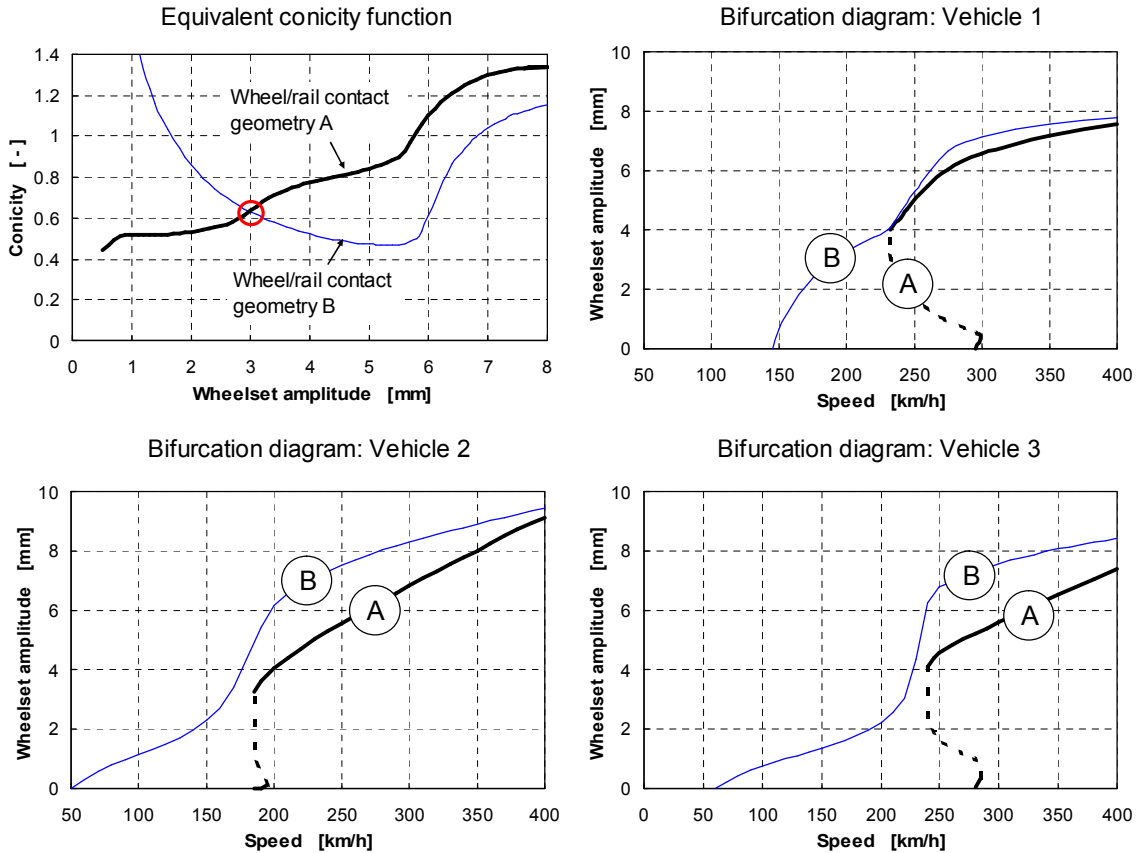 Equivalent conicity function
1.4
1.2
1
0.8
0.6
0.4
0.2
0
Conicity [ - ]
Wheel/rail contact
geometry A
Wheel/rail contact
geometry B
0 1 2 3 4 5 6 7 8
Wheelset amplitude [mm]
Bifurcation diagram: Vehicle 1
10
8
6
4
2
0
Wheelset amplitude [mm]
B
A
50 100 150 200 250 300 350 400
Speed [km/h]
Bifurcation diagram: Vehicle 2
10
8
6
4
2
0
Wheelset amplitude [mm]
B
A
50 100 150 200 250 300 350 400
Speed [km/h]
Bifurcation diagram: Vehicle 3
10
8
6
4
2
0
Wheelset amplitude [mm]
B
A
0 50 100 150 200 250 300 350 400
Speed [km/h]